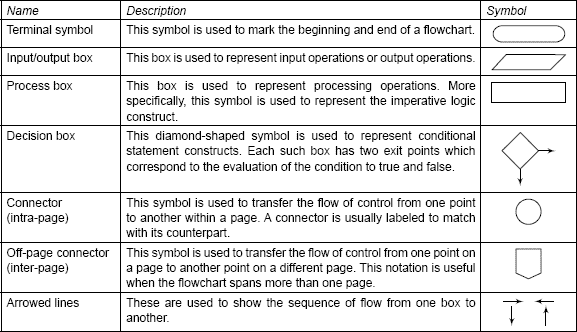 Name Description Symbol
Terminal symbol This symbol is used to mark the beginning and end of a flowchart.
Input/output box This box is used to represent input operations or output operations.
Process box This box is used to represent processing operations. More
specifically, this symbol is used to represent the imperative logic
construct.
Decision box This diamond-shaped symbol is used to represent conditional
statement constructs. Each such box has two exit points which
correspond to the evaluation of the condition to true and false.
Connector This symbol is used to transfer the flow of control from one point
(intra-page) to another within a page. A connector is usually labeled to match
with its counterpart.
Off-page connector This symbol is used to transfer the flow of control from one point on
(inter-page) a page to another point on a different page. This notation is useful
when the flowchart spans more than one page.
Arrowed lines These are used to show the sequence of flow from one box to
another.